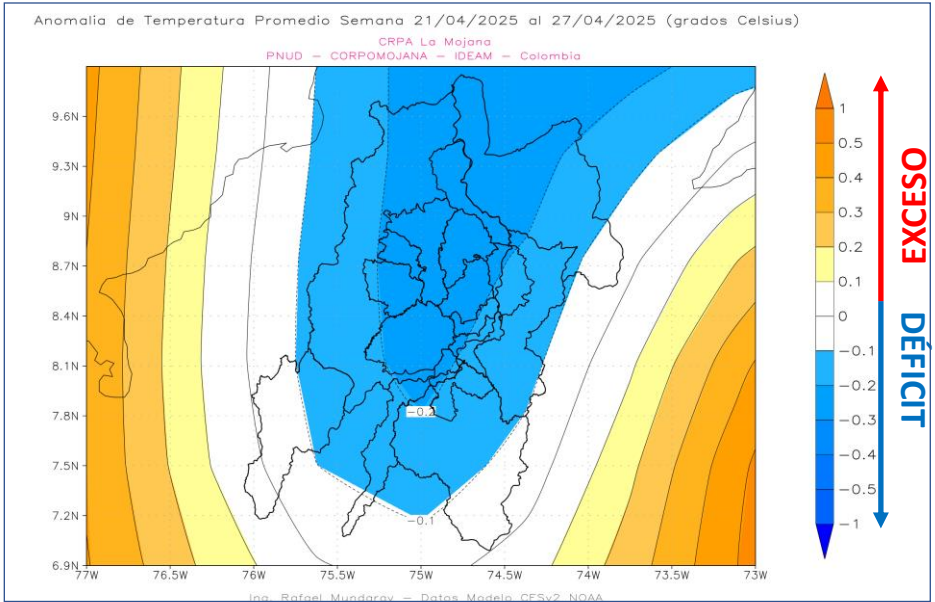 Anomalia de Temperatura Promedio Semana 21/04/2025 al 27/04/2025 (grados Celsius)
CRPA La Mojana
PNUD – CORPOMOJANA – IDEAM – Colombia
9.6N
9.3N
9N
8.7N
8.4N
8.1N
7.8N
7.5N
7.2N
6.9N
77W
76.5W
76W
75.5W
75W
74.5W
74W
73.5W
73W
-0.2
-0.1
1
0.5
0.4
0.3
0.2
0.1
0
-0.1
-0.2
-0.3
-0.4
-0.5
-1
EXCESO
DÉFICIT
Ing. Rafael Mundaray – Datos Modelo CFSv2 NOAA